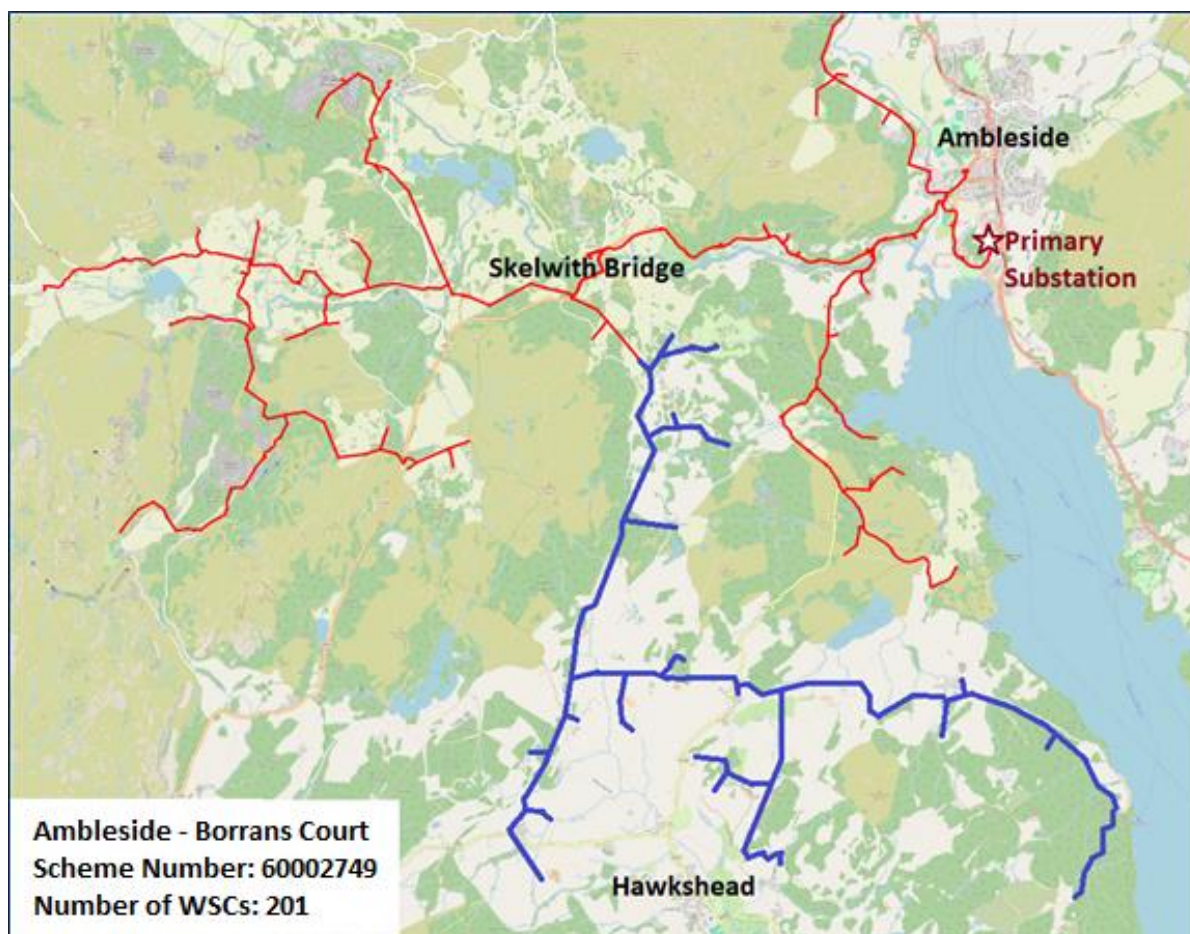 Ambleside
Primary
Substation
Skelwith Bridge
Hawkshead
Ambleside - Borrans Court
Scheme Number: 60002749
Number of WSCs: 201